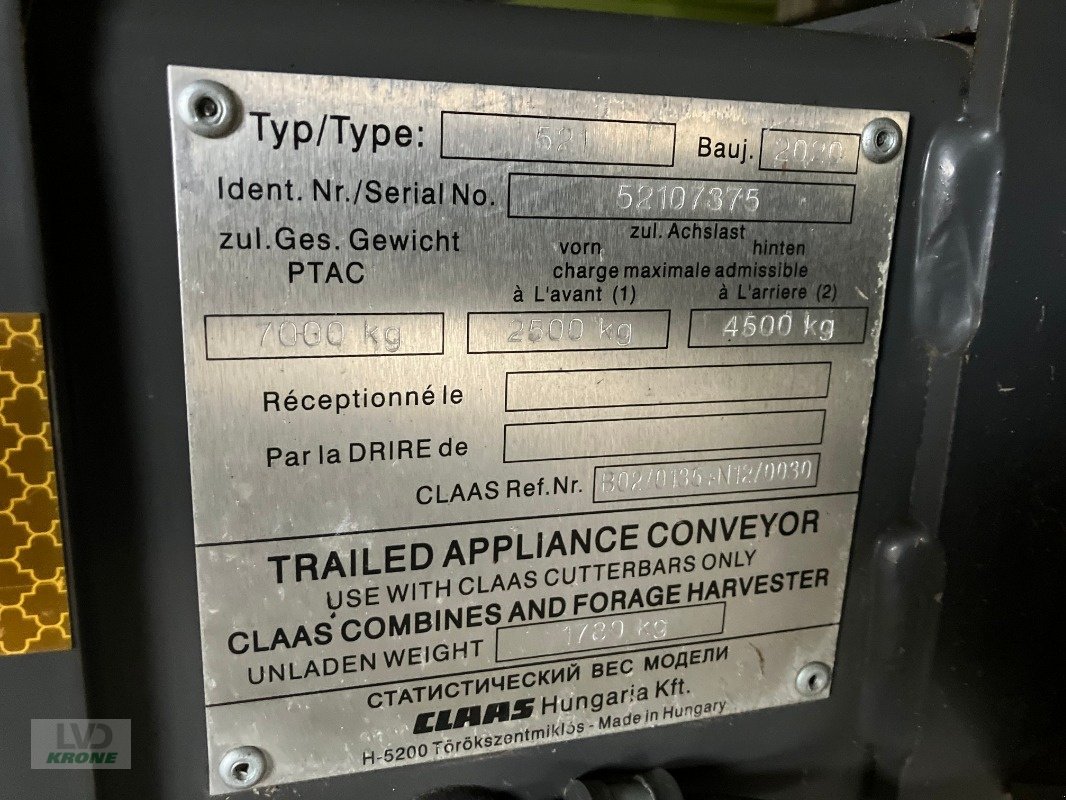 Typ/Type: 521 Bauj. 2020
Ident. Nr./Serial No. 52107375
zul.Ges. Gewicht zul. Achslast
PTAC vorn hinten
charge maximale admissible
à L'avant (1) à L'arriere (2)
7000 kg 2500 kg 4500 kg
Réceptionné le
Par la DRIRE de
CLAAS Ref.Nr.
TRAILED APPLIANCE CONVEYOR
USE WITH CLAAS CUTTERBARS ONLY
CLAAS COMBINES AND FORAGE HARVESTER
UNLADEN WEIGHT 1780 kg
СТАТИСТИЧЕСКИЙ ВЕС МОДЕЛИ
CLAAS Hungaria Kft.
H-5200 Törökszentmiklós - Made in Hungary
LVD
KRONE